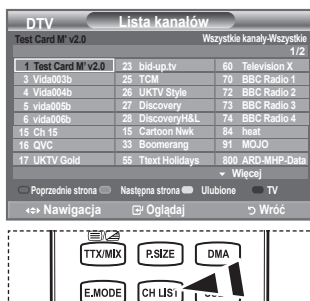 DTV Lista kanałów
Test Card M' v2.0 Wszystkie kanały-Wszystkie
1/2
1 Test Card M' v2.0 23 bid-up.tv 60 Television X
3 Vida003b 25 TCM 70 BBC Radio 1
4 Vida004b 26 UKTV Style 72 BBC Radio 2
5 vida005b 27 Discovery 73 BBC Radio 3
6 vida006b 28 DiscoveryH&L 74 BBC Radio 4
15 Ch 15 15 Cartoon Nwk 84 heat
16 QVC 33 Boomerang 91 MOJO
17 UKTV Gold 55 Ttext Holidays 800 ARD-MHP-Data
Więcej
Poprzednie strona Następna strona Ulubione TV
Nawigacja Oglądaj Wróć
TTX/MIX P.SIZE DMA
E.MODE CH LIST